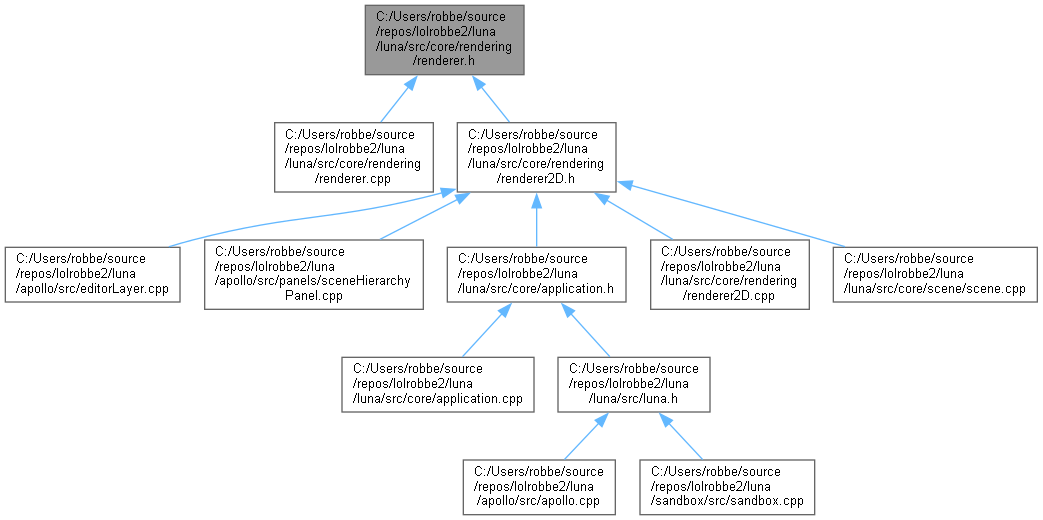 C:/Users/robbe/source
/repos/lolrobbe2/luna
/luna/src/core/rendering
/renderer.h
C:/Users/robbe/source
/repos/lolrobbe2/luna
/luna/src/core/rendering
/renderer.cpp
C:/Users/robbe/source
/repos/lolrobbe2/luna
/luna/src/core/rendering
/renderer2D.h
C:/Users/robbe/source
/repos/lolrobbe2/luna
/apollo/src/editorLayer.cpp
C:/Users/robbe/source
/repos/lolrobbe2/luna
/apollo/src/panels/sceneHierarchy
Panel.cpp
C:/Users/robbe/source
/repos/lolrobbe2/luna
/luna/src/core/application.h
C:/Users/robbe/source
/repos/lolrobbe2/luna
/luna/src/core/rendering
/renderer2D.cpp
C:/Users/robbe/source
/repos/lolrobbe2/luna
/luna/src/core/scene/scene.cpp
C:/Users/robbe/source
/repos/lolrobbe2/luna
/luna/src/core/application.cpp
C:/Users/robbe/source
/repos/lolrobbe2/luna
/luna/src/luna.h
C:/Users/robbe/source
/repos/lolrobbe2/luna
/apollo/src/apollo.cpp
C:/Users/robbe/source
/repos/lolrobbe2/luna
/sandbox/src/sandbox.cpp